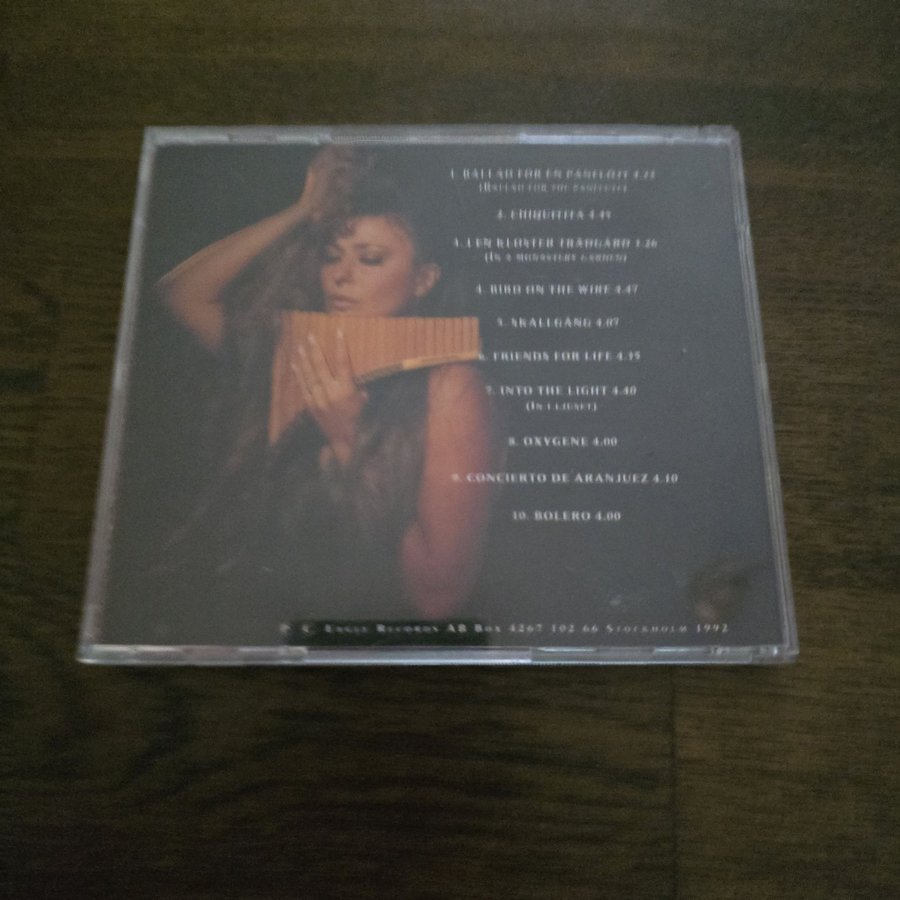 1. BALLAD FÖR EN PANFLÖJT 4.23
(BALLAD FOR THE PANFLUTE)
2. CHIQUITITA
3. I EN KLOSTER TRÄDGÅRD 3.26
(IN A MONASTERY GARDEN)
4. BIRD ON THE WIRE 4.47
5. SKALLGÅNG 4.07
6. FRIENDS FOR LIFE 4.35
7. INTO THE LIGHT 4.40
(IN I LJUSET)
8. OXYGENE 4.00
9. CONCIERTO DE ARANJUEZ 4.10
10. BOLERO 4.00
EAGLE RECORDS AB BOX 4267 102 66 STOCKHOLM 1992